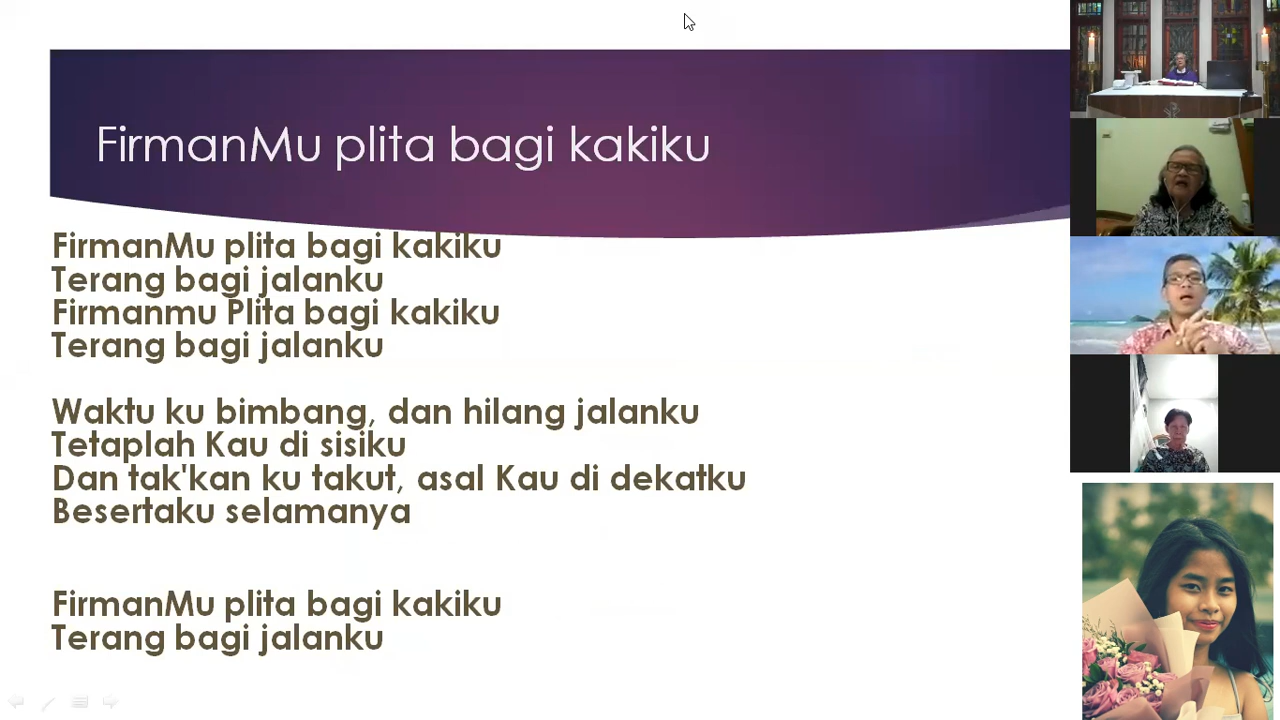 FirmanMu plita bagi kakiku
FirmanMu plita bagi kakiku
Terang bagi jalanku
Firmanmu Plita bagi kakiku
Terang bagi jalanku
Waktu ku bimbang, dan hilang jalanku
Tetaplah Kau di sisiku
Dan tak'kan ku takut, asal Kau di dekatku
Besertaku selamanya
FirmanMu plita bagi kakiku
Terang bagi jalanku